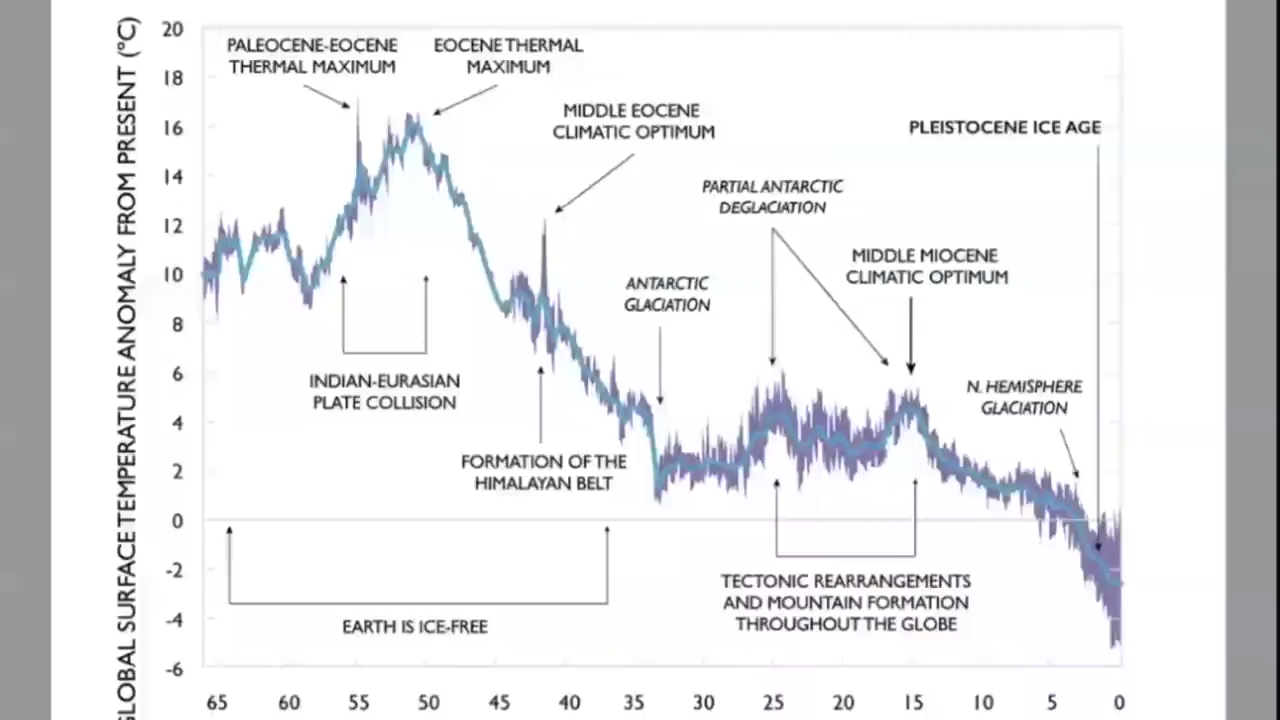 GLOBAL SURFACE TEMPERATURE ANOMALY FROM PRESENT (°C)
20
18
16
14
12
10
8
6
4
2
0
-2
-4
-6
PALEOCENE-EOCENE
THERMAL MAXIMUM
EOCENE THERMAL
MAXIMUM
MIDDLE EOCENE
CLIMATIC OPTIMUM
PLEISTOCENE ICE AGE
PARTIAL ANTARCTIC
DEGLACIATION
MIDDLE MIOCENE
CLIMATIC OPTIMUM
ANTARCTIC
GLACIATION
INDIAN-EURASIAN
PLATE COLLISION
N. HEMISPHERE
GLACIATION
FORMATION OF THE
HIMALAYAN BELT
TECTONIC REARRANGEMENTS
AND MOUNTAIN FORMATION
THROUGHOUT THE GLOBE
EARTH IS ICE-FREE
65 60 55 50 45 40 35 30 25 20 15 10 5 0